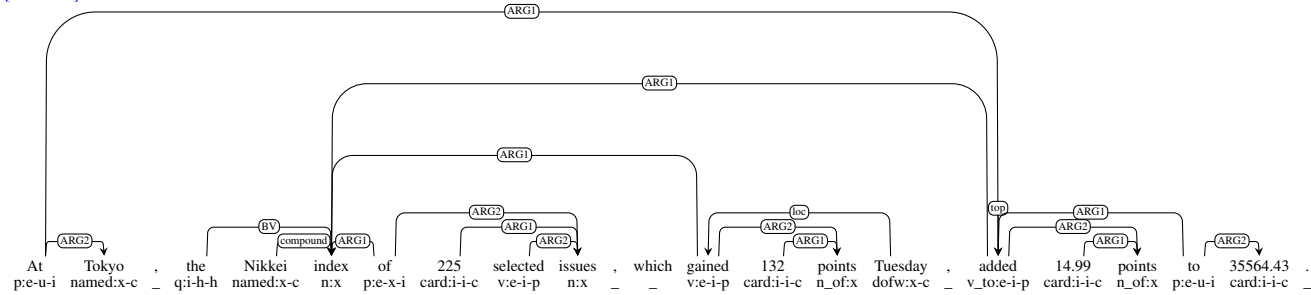 ARG1
ARG1
ARG1
top
BV ARG2 loc ARG1
ARG1 ARG2 ARG2
ARG2 compound ARG1 ARG2 ARG1 ARG1 ARG2
At Tokyo , the Nikkei index of 225 selected issues , which gained 132 points Tuesday , added 14.99 points to 35564.43 .
p:e-u-i named:x-c _ q:i-h-h named:x-c n:x p:e-x-i card:i-i-c v:e-i-p n:x _ _ v:e-i-p card:i-i-c n_of:x dofw:x-c _ v_to:e-i-p card:i-i-c n_of:x p:e-u-i card:i-i-c _